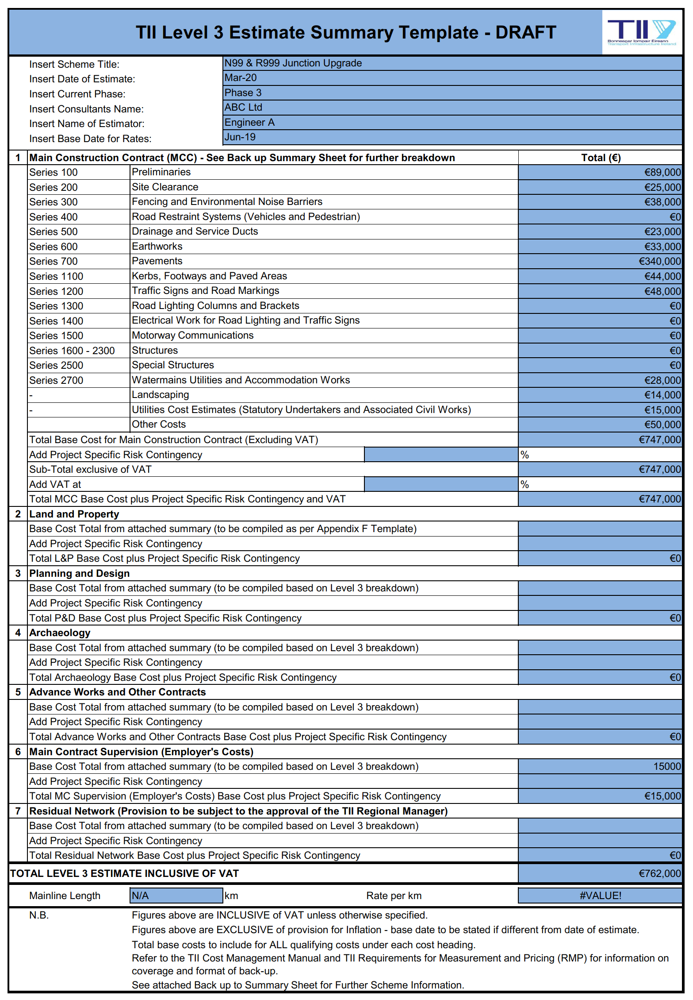 TII Level 3 Estimate Summary Template - DRAFT
TII
Bonneagar Iompair Éireann
Transport Infrastructure Ireland
Insert Scheme Title: N99 & R999 Junction Upgrade
Insert Date of Estimate: Mar-20
Insert Current Phase: Phase 3
Insert Consultants Name: ABC Ltd
Insert Name of Estimator: Engineer A
Insert Base Date for Rates: Jun-19
1 Main Construction Contract (MCC) - See Back up Summary Sheet for further breakdown Total (€)
Series 100 Preliminaries €89,000
Series 200 Site Clearance €25,000
Series 300 Fencing and Environmental Noise Barriers €38,000
Series 400 Road Restraint Systems (Vehicles and Pedestrian) €0
Series 500 Drainage and Service Ducts €23,000
Series 600 Earthworks €33,000
Series 700 Pavements €340,000
Series 1100 Kerbs, Footways and Paved Areas €44,000
Series 1200 Traffic Signs and Road Markings €48,000
Series 1300 Road Lighting Columns and Brackets €0
Series 1400 Electrical Work for Road Lighting and Traffic Signs €0
Series 1500 Motorway Communications €0
Series 1600 - 2300 Structures €0
Series 2500 Special Structures €0
Series 2700 Watermains Utilities and Accommodation Works €28,000
- Landscaping €14,000
- Utilities Cost Estimates (Statutory Undertakers and Associated Civil Works) €15,000
Other Costs €50,000
Total Base Cost for Main Construction Contract (Excluding VAT) €747,000
Add Project Specific Risk Contingency %
Sub-Total exclusive of VAT €747,000
Add VAT at %
Total MCC Base Cost plus Project Specific Risk Contingency and VAT €747,000
2 Land and Property
Base Cost Total from attached summary (to be compiled as per Appendix F Template)
Add Project Specific Risk Contingency
Total L&P Base Cost plus Project Specific Risk Contingency €0
3 Planning and Design
Base Cost Total from attached summary (to be compiled based on Level 3 breakdown)
Add Project Specific Risk Contingency
Total P&D Base Cost plus Project Specific Risk Contingency €0
4 Archaeology
Base Cost Total from attached summary (to be compiled based on Level 3 breakdown)
Add Project Specific Risk Contingency
Total Archaeology Base Cost plus Project Specific Risk Contingency €0
5 Advance Works and Other Contracts
Base Cost Total from attached summary (to be compiled based on Level 3 breakdown)
Add Project Specific Risk Contingency
Total Advance Works and Other Contracts Base Cost plus Project Specific Risk Contingency €0
6 Main Contract Supervision (Employer's Costs)
Base Cost Total from attached summary (to be compiled based on Level 3 breakdown) 15000
Add Project Specific Risk Contingency
Total MC Supervision (Employer's Costs) Base Cost plus Project Specific Risk Contingency €15,000
7 Residual Network (Provision to be subject to the approval of the TII Regional Manager)
Base Cost Total from attached summary (to be compiled based on Level 3 breakdown)
Add Project Specific Risk Contingency
Total Residual Network Base Cost plus Project Specific Risk Contingency €0
TOTAL LEVEL 3 ESTIMATE INCLUSIVE OF VAT €762,000
Mainline Length N/A km Rate per km #VALUE!
N.B. Figures above are INCLUSIVE of VAT unless otherwise specified.
Figures above are EXCLUSIVE of provision for Inflation - base date to be stated if different from date of estimate.
Total base costs to include for ALL qualifying costs under each cost heading.
Refer to the TII Cost Management Manual and TII Requirements for Measurement and Pricing (RMP) for information on
coverage and format of back-up.
See attached Back up to Summary Sheet for Further Scheme Information.